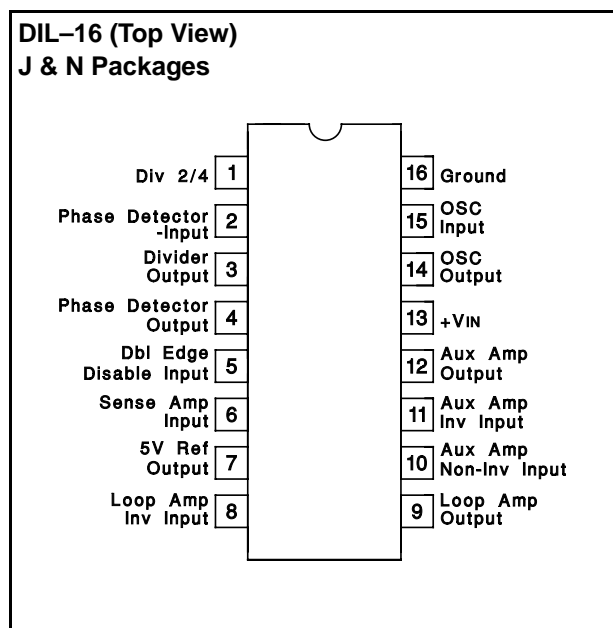 DIL–16 (Top View)
J & N Packages
Div 2/4 1
Phase Detector
-Input 2
Divider
Output 3
Phase Detector
Output 4
Dbl Edge
Disable Input 5
Sense Amp
Input 6
5V Ref
Output 7
Loop Amp
Inv Input 8
16 Ground
15 OSC
Input
14 OSC
Output
13 +VIN
12 Aux Amp
Output
11 Aux Amp
Inv Input
10 Aux Amp
Non-Inv Input
9 Loop Amp
Output